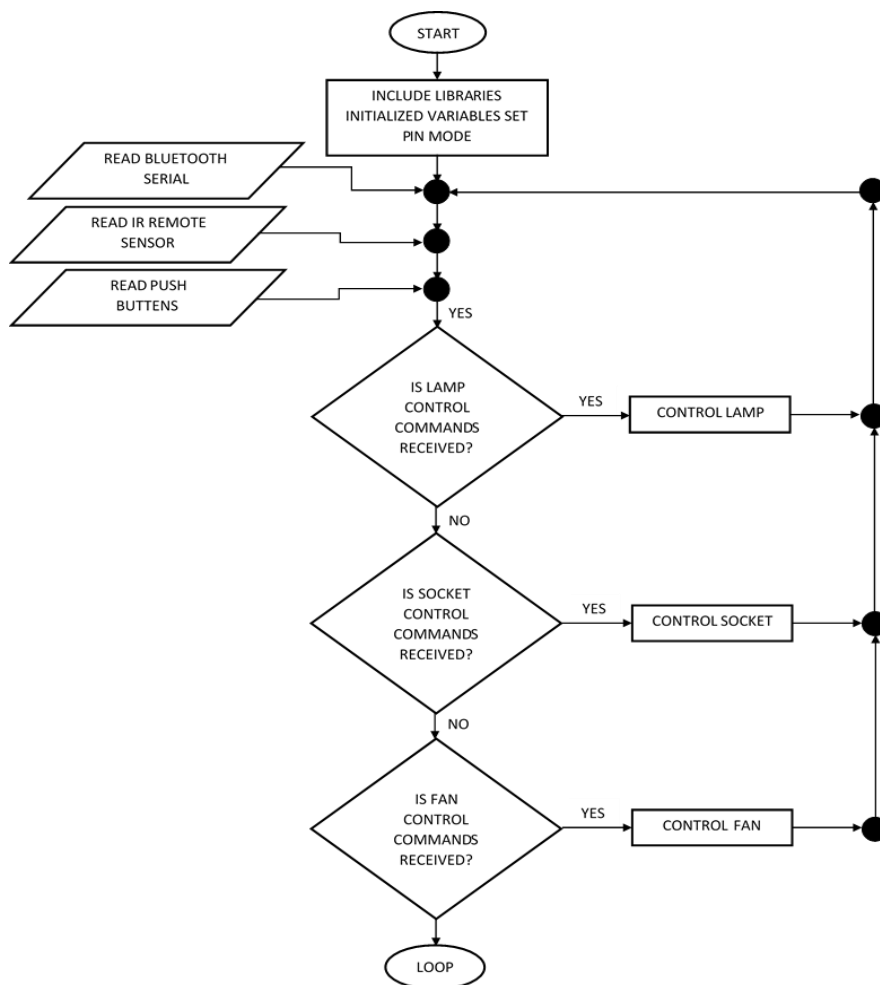 START
INCLUDE LIBRARIES
INITIALIZED VARIABLES SET
PIN MODE
READ BLUETOOTH
SERIAL
READ IR REMOTE
SENSOR
READ PUSH
BUTTENS
YES
IS LAMP
CONTROL
COMMANDS
RECEIVED?
YES
CONTROL LAMP
NO
IS SOCKET
CONTROL
COMMANDS
RECEIVED?
YES
CONTROL SOCKET
NO
IS FAN
CONTROL
COMMANDS
RECEIVED?
YES
CONTROL FAN
LOOP